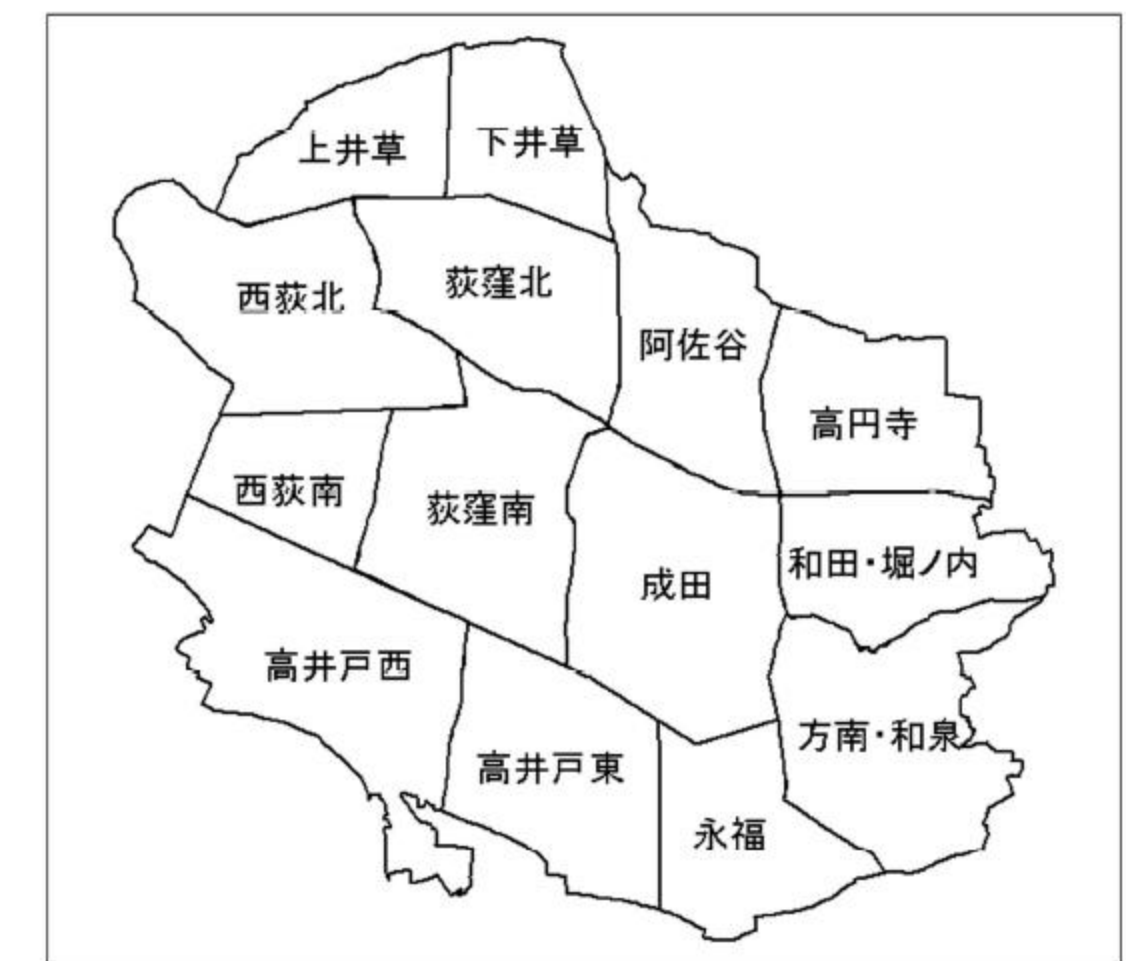 上井草
下井草
西荻北
荻窪北
阿佐谷
高円寺
西荻南
荻窪南
成田
和田・堀ノ内
高井戸西
高井戸東
方南・和泉
永福